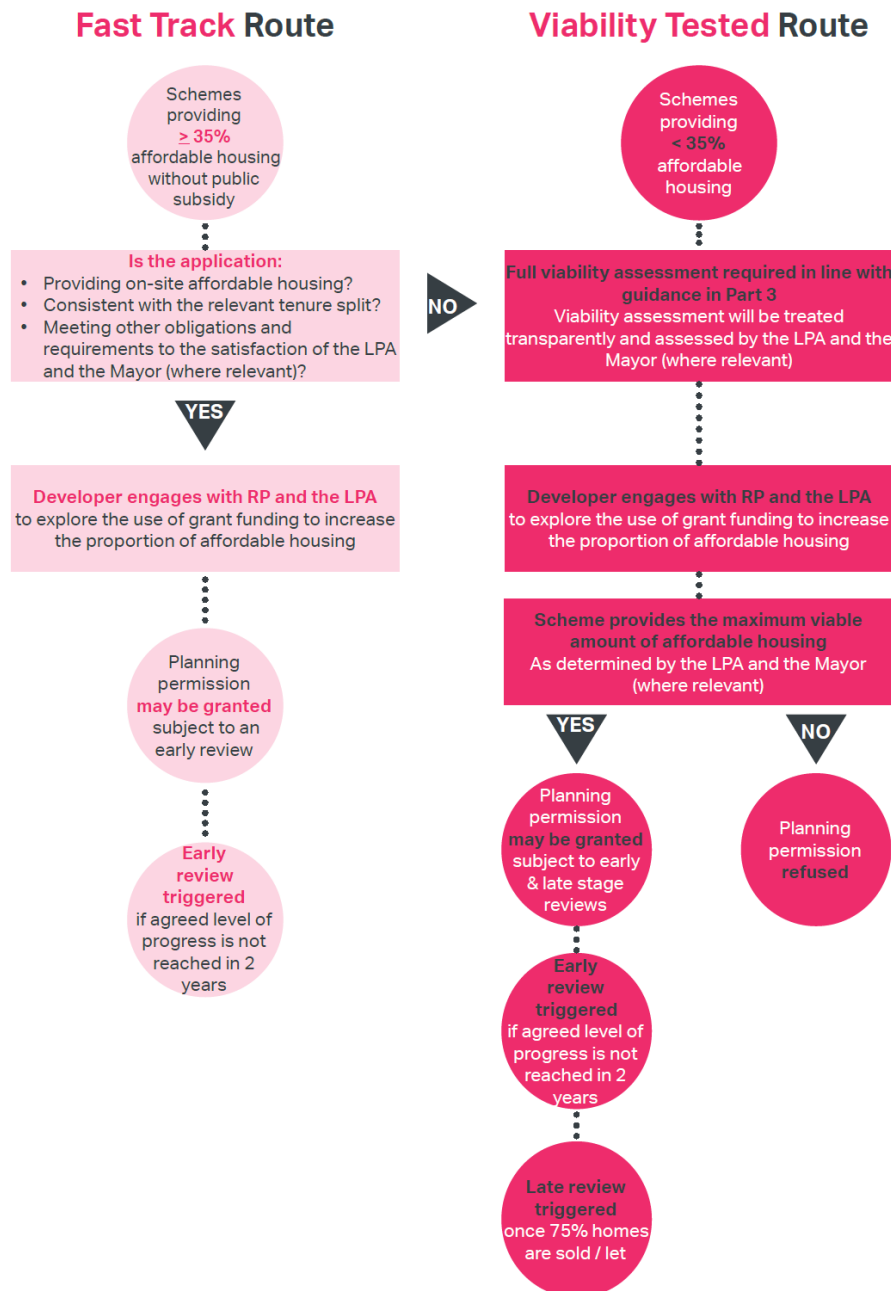 Fast Track Route
Schemes
providing
≥ 35%
affordable housing
without public
subsidy
Is the application:
• Providing on-site affordable housing?
• Consistent with the relevant tenure split?
• Meeting other obligations and
requirements to the satisfaction of the LPA
and the Mayor (where relevant)?
NO
YES
Developer engages with RP and the LPA
to explore the use of grant funding to increase
the proportion of affordable housing
Planning
permission
may be granted
subject to an
early review
Early
review
triggered
if agreed level of
progress is not
reached in 2
years
Viability Tested Route
Schemes
providing
< 35%
affordable
housing
Full viability assessment required in line with
guidance in Part 3
Viability assessment will be treated
transparently and assessed by the LPA and the
Mayor (where relevant)
Developer engages with RP and the LPA
to explore the use of grant funding to increase
the proportion of affordable housing
Scheme provides the maximum viable
amount of affordable housing
As determined by the LPA and the Mayor
(where relevant)
YES
Planning
permission
may be granted
subject to early
& late stage
reviews
Early
review
triggered
if agreed level of
progress is not
reached in 2
years
Late review
triggered
once 75% homes
are sold / let
NO
Planning
permission
refused